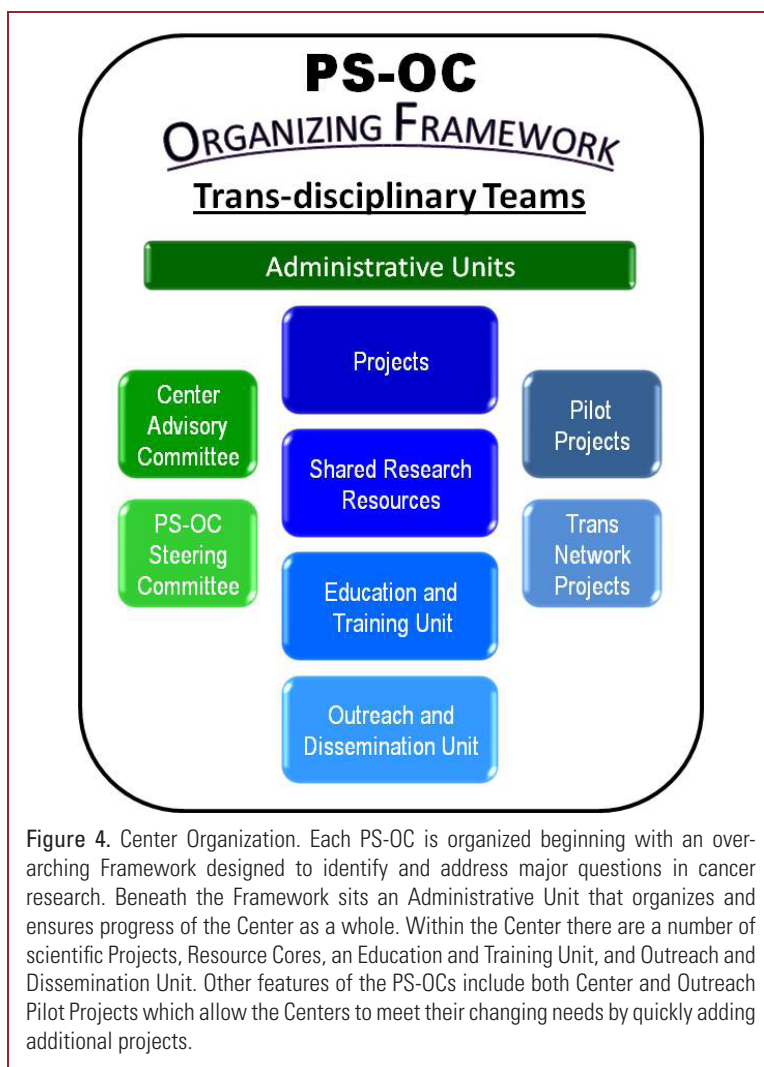 PS-OC
ORGANIZING FRAMEWORK
Trans-disciplinary Teams
Administrative Units
Projects
Center
Advisory
Committee
Pilot
Projects
Shared Research
Resources
PS-OC
Steering
Committee
Trans
Network
Projects
Education and
Training Unit
Outreach and
Dissemination Unit
Figure 4. Center Organization. Each PS-OC is organized beginning with an over-
arching Framework designed to identify and address major questions in cancer
research. Beneath the Framework sits an Administrative Unit that organizes and
ensures progress of the Center as a whole. Within the Center there are a number of
scientific Projects, Resource Cores, an Education and Training Unit, and Outreach and
Dissemination Unit. Other features of the PS-OCs include both Center and Outreach
Pilot Projects which allow the Centers to meet their changing needs by quickly adding
additional projects.